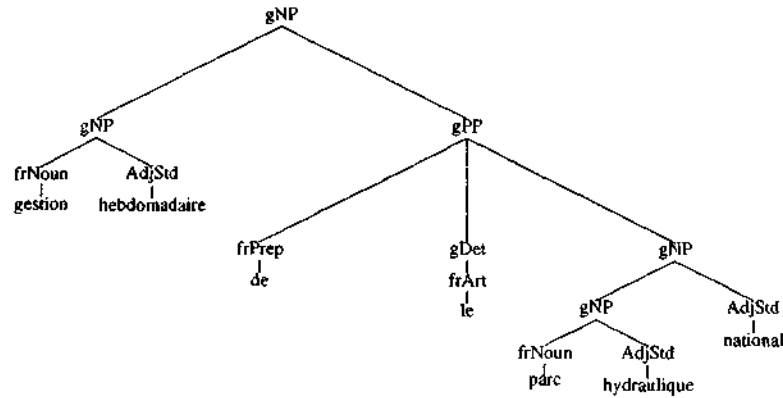 gNP
gNP gPP
frNoun AdjStd
gestion hebdomadaire
frPrep gDet gNP
de frArt
le gNP AdjStd
national
frNoun AdjStd
parc hydraulique